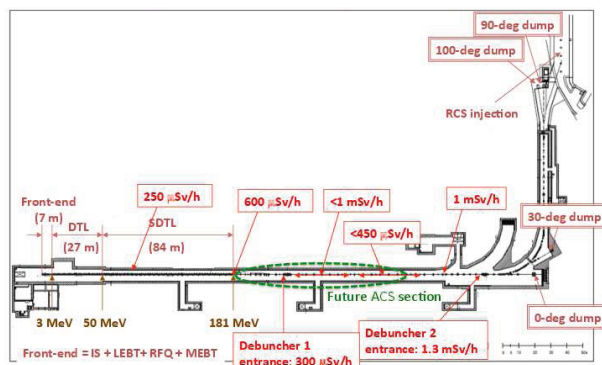 90-deg dump
100-deg dump
RCS injection
250 μSv/h
600 μSv/h
<1 mSv/h
1 mSv/h
Front-end
(7 m)
DTL
(27 m)
SDTL
(84 m)
<450 μSv/h
30-deg dump
Future ACS section
3 MeV
50 MeV
181 MeV
0-deg dump
Debuncher 1
entrance: 300 μSv/h
Debuncher 2
entrance: 1.3 mSv/h
Front-end = IS + LEBT+ RFQ + MEBT